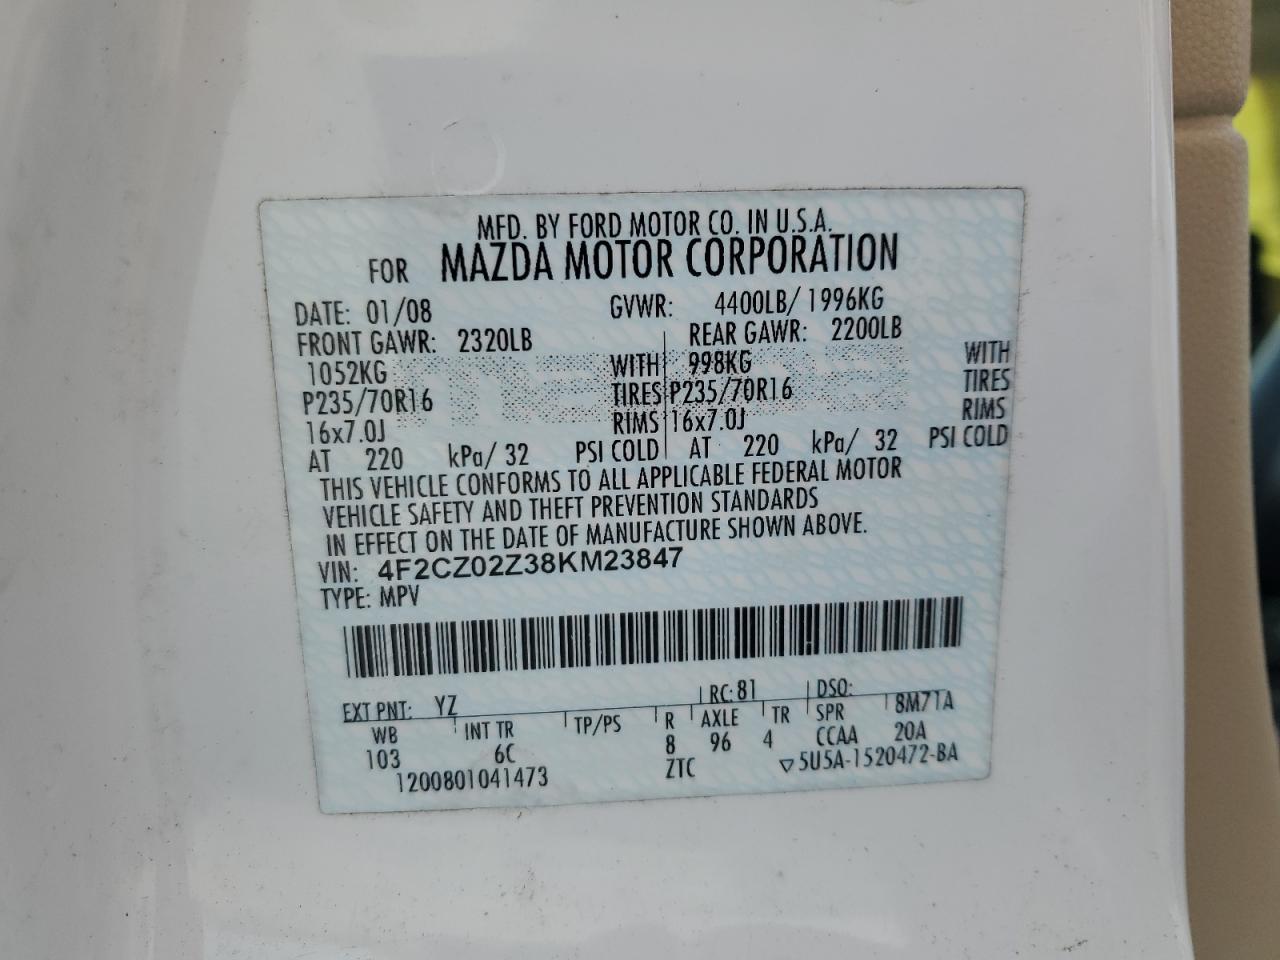 MFD. BY FORD MOTOR CO. IN U.S.A.
FOR MAZDA MOTOR CORPORATION
DATE: 01/08 GVWR: 4400LB/ 1996KG
FRONT GAWR: 2320LB REAR GAWR: 2200LB
1052KG WITH 998KG WITH
P235/70R16 TIRES P235/70R16 TIRES
16x7.0J RIMS 16x7.0J RIMS
AT 220 kPa/ 32 PSI COLD AT 220 kPa/ 32 PSI COLD
THIS VEHICLE CONFORMS TO ALL APPLICABLE FEDERAL MOTOR
VEHICLE SAFETY AND THEFT PREVENTION STANDARDS
IN EFFECT ON THE DATE OF MANUFACTURE SHOWN ABOVE.
VIN: 4F2CZ02Z38KM23847
TYPE: MPV
EXT PNT: YZ RC: 81 DSO:
WB INT TR TP/PS R AXLE TR SPR 8M71A
103 6C 8 96 4 CCAA 20A
1200801041473 ZTC ▽5U5A-1520472-BA